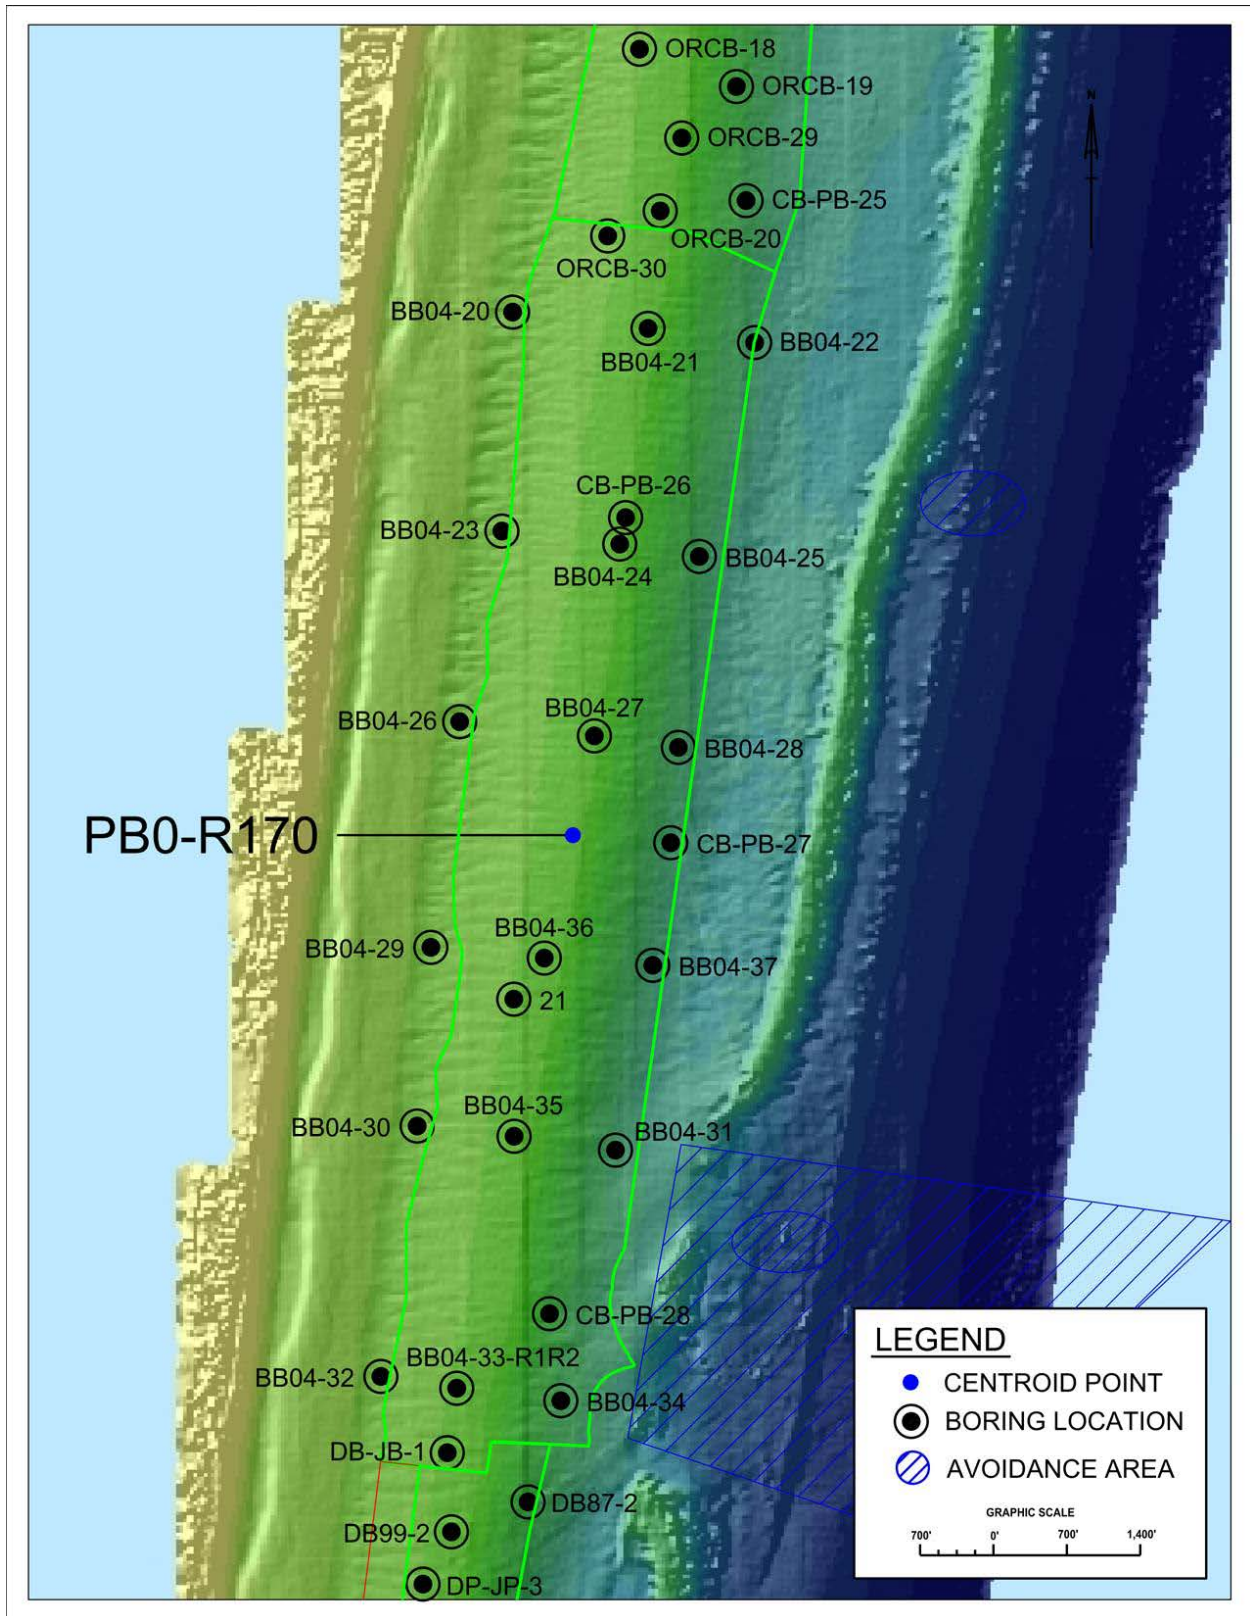 ORCB-18
ORCB-19
N
ORCB-29
CB-PB-25
ORCB-20
ORCB-30
BB04-20
BB04-21
BB04-22
CB-PB-26
BB04-23
BB04-24
BB04-25
BB04-26
BB04-27
BB04-28
PB0-R170
CB-PB-27
BB04-29
BB04-36
BB04-37
21
BB04-30
BB04-35
BB04-31
CB-PB-28
BB04-32
BB04-33-R1R2
BB04-34
DB-JB-1
DB87-2
DB99-2
DP-JP-3
LEGEND
CENTROID POINT
BORING LOCATION
AVOIDANCE AREA
GRAPHIC SCALE
700' 0' 700' 1,400'